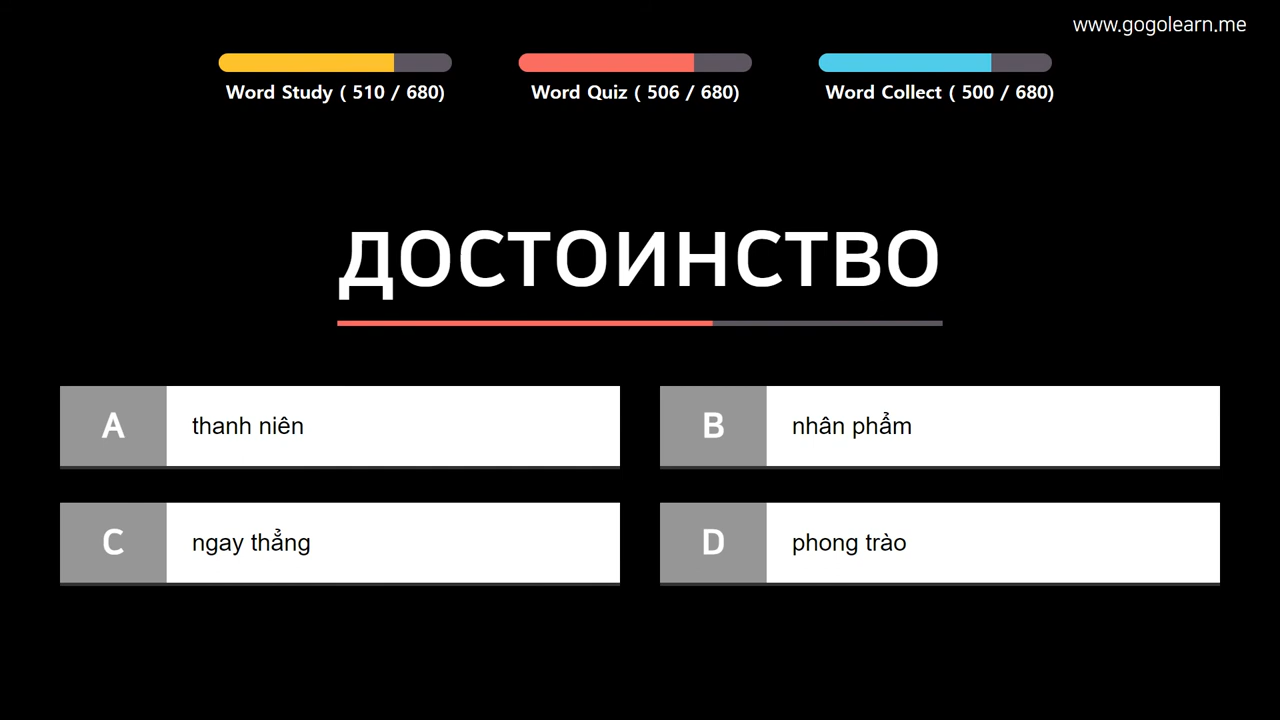 www.gogolearn.me
Word Study ( 510 / 680)
Word Quiz ( 506 / 680)
Word Collect ( 500 / 680)
ДОСТОИНСТВО
A thanh niên
B nhân phẩm
C ngay thẳng
D phong trào